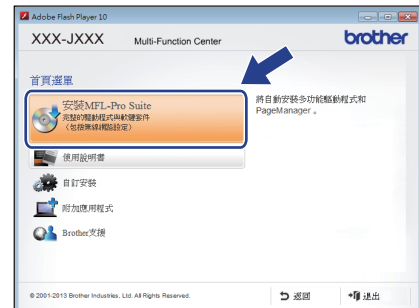 Adobe Flash Player 10
XXX-JXXX
Multi-Function Center
brother
首頁選單
安裝MFL-Pro Suite
完整的驅動程式與軟體套件
（包括無線網路設定）
將自動安裝多功能驅動程式和
PageManager 。
使用說明書
自訂安裝
附加應用程式
Brother支援
© 2001-2013 Brother Industries, Ltd. All Rights Reserved.
返回
退出